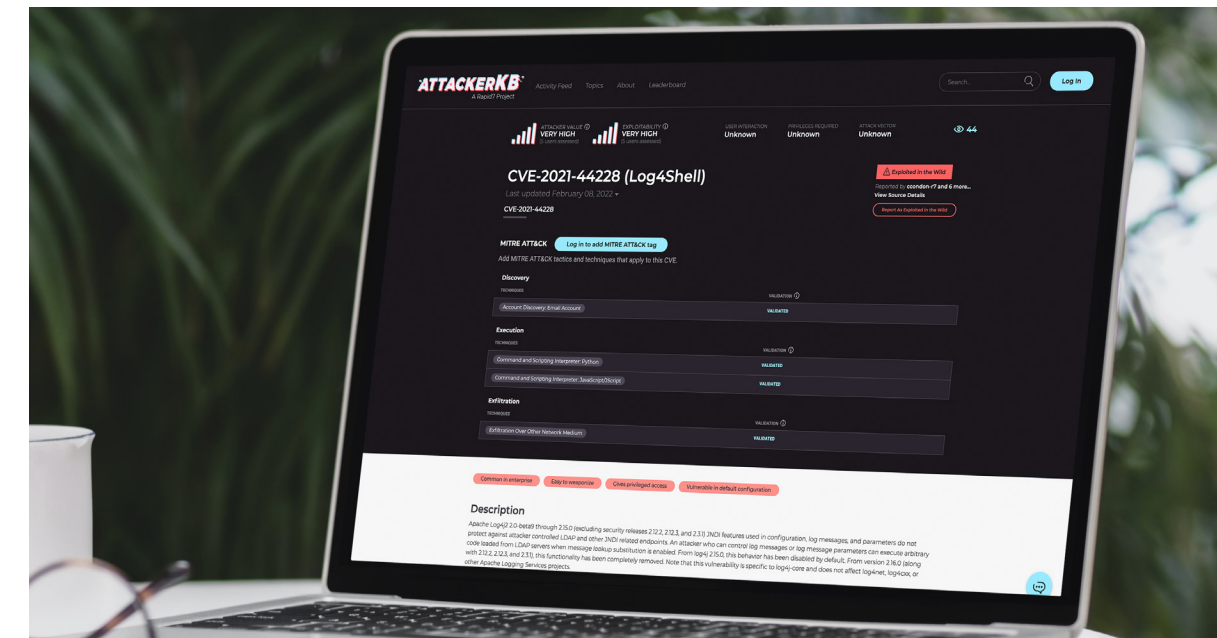 ATTACKERKB
A Rapid7 Project
Activity Feed Topics About Leaderboard
Search...
Log In
ATTACKER VALUE
VERY HIGH
(5 users assessed)
EXPLOITABILITY
VERY HIGH
(5 users assessed)
USER INTERACTION
Unknown
PRIVILEGES REQUIRED
Unknown
ATTACK VECTOR
Unknown
44
CVE-2021-44228 (Log4Shell)
Last updated February 08, 2022
CVE-2021-44228
Exploited in the Wild
Reported by ccondon-r7 and 6 more...
View Source Details
Report As Exploited in the Wild
MITRE ATT&CK
Log in to add MITRE ATT&CK tag
Add MITRE ATT&CK tactics and techniques that apply to this CVE.
Discovery
TECHNIQUES VALIDATION
Account Discovery: Email Account VALIDATED
Execution
TECHNIQUES VALIDATION
Command and Scripting Interpreter: Python VALIDATED
Command and Scripting Interpreter: JavaScript/JScript VALIDATED
Exfiltration
TECHNIQUES VALIDATION
Exfiltration Over Other Network Medium VALIDATED
Common in enterprise Easy to weaponize Gives privileged access Vulnerable in default configuration
Description
Apache Log4j2 2.0-beta9 through 2.15.0 (excluding security releases 2.12.2, 2.12.3, and 2.3.1) JNDI features used in configuration, log messages, and parameters do not
protect against attacker controlled LDAP and other JNDI related endpoints. An attacker who can control log messages or log message parameters can execute arbitrary
code loaded from LDAP servers when message lookup substitution is enabled. From log4j 2.15.0, this behavior has been disabled by default. From version 2.16.0 (along
with 2.12.2, 2.12.3, and 2.3.1), this functionality has been completely removed. Note that this vulnerability is specific to log4j-core and does not affect log4net, log4cxx, or
other Apache Logging Services projects.